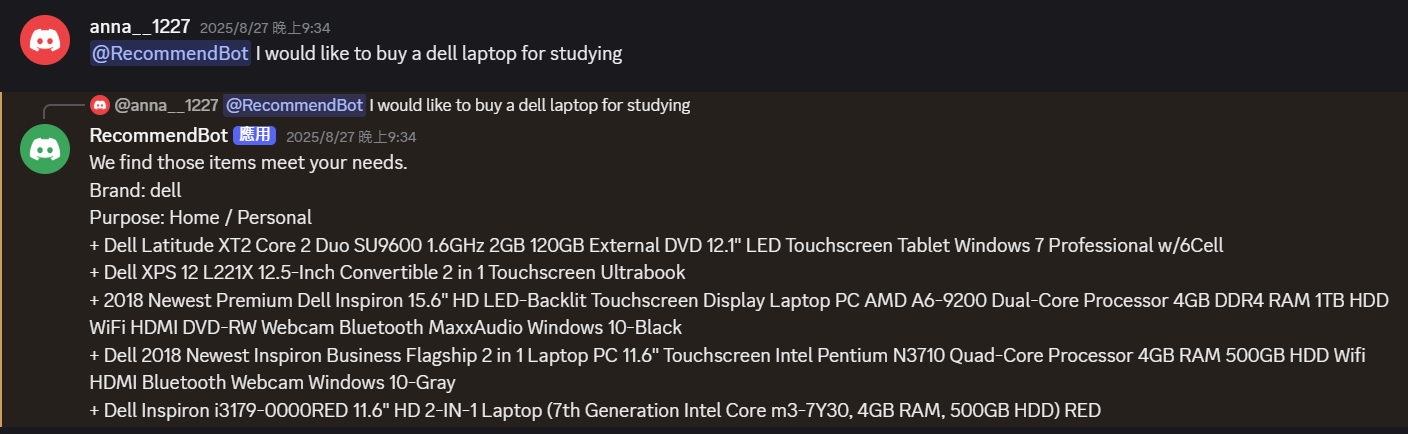 anna__1227 2025/8/27 晚上9:34
@RecommendBot I would like to buy a dell laptop for studying
@anna__1227 @RecommendBot I would like to buy a dell laptop for studying
RecommendBot 應用 2025/8/27 晚上9:34
We find those items meet your needs.
Brand: dell
Purpose: Home / Personal
+ Dell Latitude XT2 Core 2 Duo SU9600 1.6GHz 2GB 120GB External DVD 12.1" LED Touchscreen Tablet Windows 7 Professional w/6Cell
+ Dell XPS 12 L221X 12.5-Inch Convertible 2 in 1 Touchscreen Ultrabook
+ 2018 Newest Premium Dell Inspiron 15.6" HD LED-Backlit Touchscreen Display Laptop PC AMD A6-9200 Dual-Core Processor 4GB DDR4 RAM 1TB HDD
WiFi HDMI DVD-RW Webcam Bluetooth MaxxAudio Windows 10-Black
+ Dell 2018 Newest Inspiron Business Flagship 2 in 1 Laptop PC 11.6" Touchscreen Intel Pentium N3710 Quad-Core Processor 4GB RAM 500GB HDD Wifi
HDMI Bluetooth Webcam Windows 10-Gray
+ Dell Inspiron i3179-0000RED 11.6" HD 2-IN-1 Laptop (7th Generation Intel Core m3-7Y30, 4GB RAM, 500GB HDD) RED